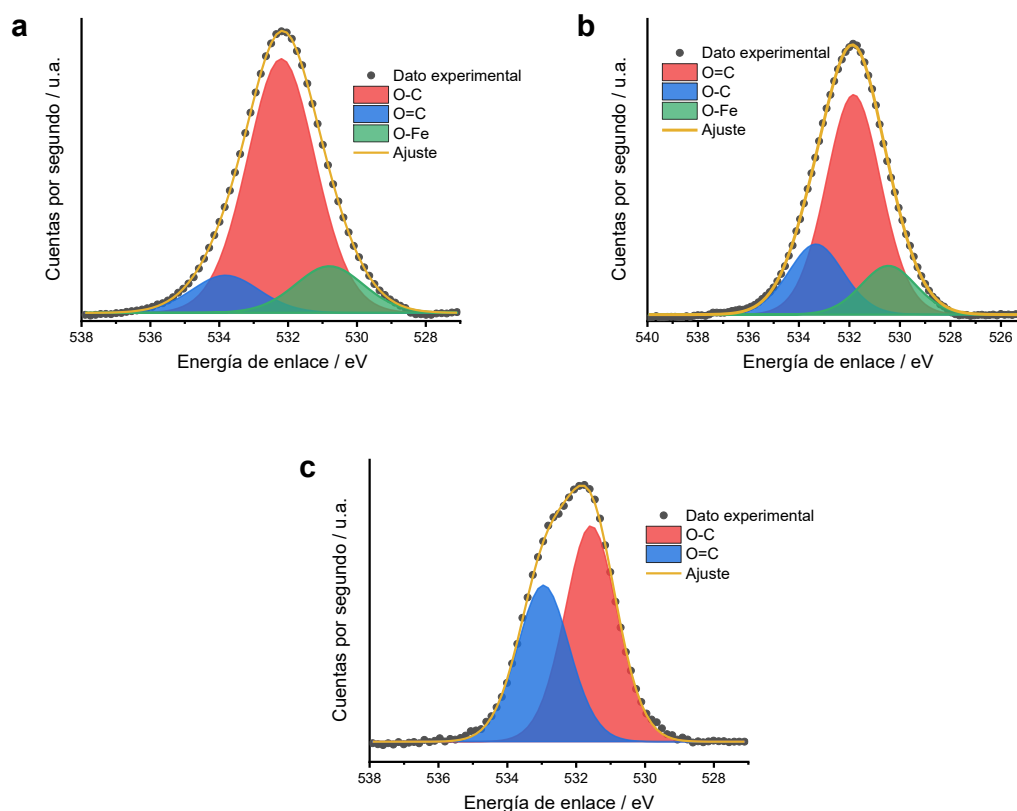 a
Cuentas por segundo / u.a.
Dato experimental
O-C
O=C
O-Fe
Ajuste
538 536 534 532 530 528
Energía de enlace / eV
b
Cuentas por segundo / u.a.
Dato experimental
O=C
O-C
O-Fe
Ajuste
540 538 536 534 532 530 528 526
Energía de enlace / eV
c
Cuentas por segundo / u.a.
Dato experimental
O-C
O=C
Ajuste
538 536 534 532 530 528
Energía de enlace / eV